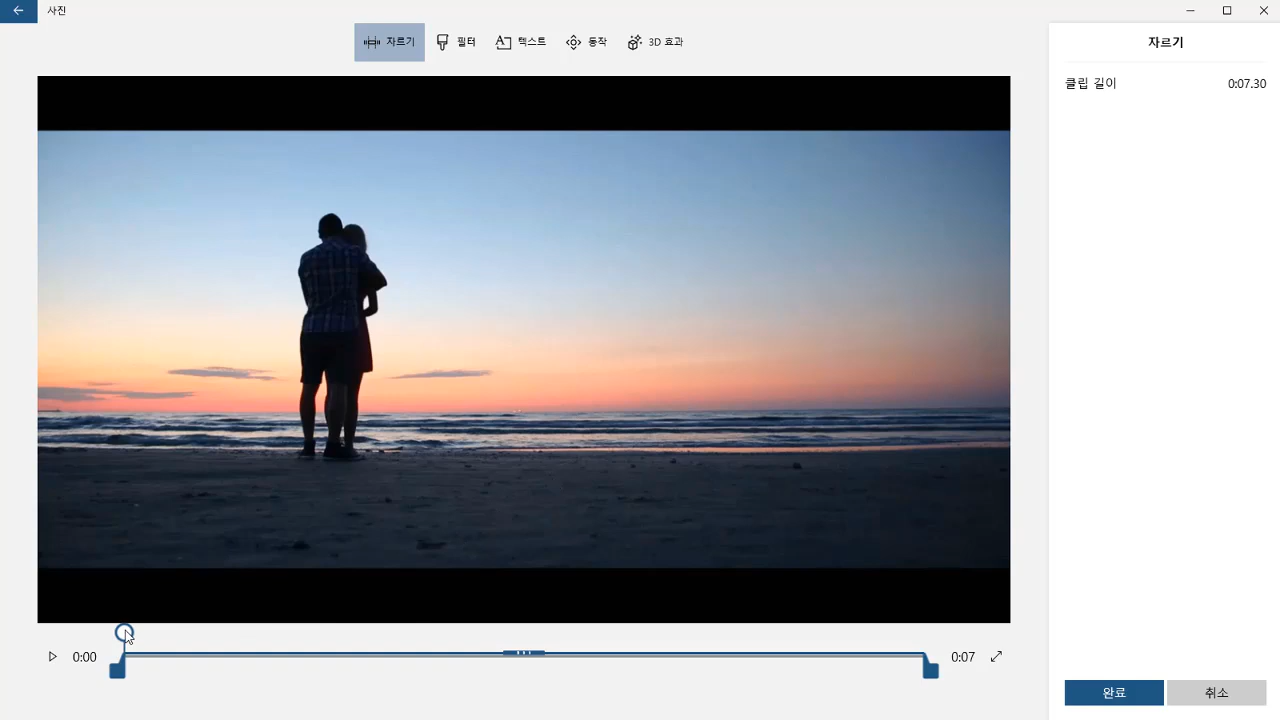 사진
자르기 필터 텍스트 동작 3D 효과
자르기
클립 길이 0:07.30
0:00 0:07
완료 취소